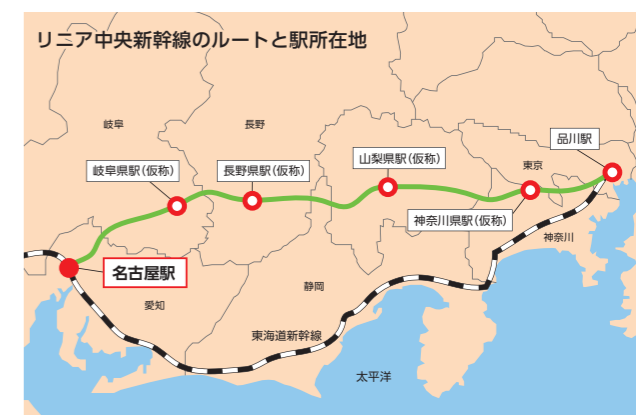 リニア中央新幹線のルートと駅所在地
岐阜
長野
品川駅
山梨県駅(仮称)
東京
岐阜県駅(仮称)
長野県駅(仮称)
神奈川県駅(仮称)
神奈川
名古屋駅
静岡
愛知
東海道新幹線
太平洋